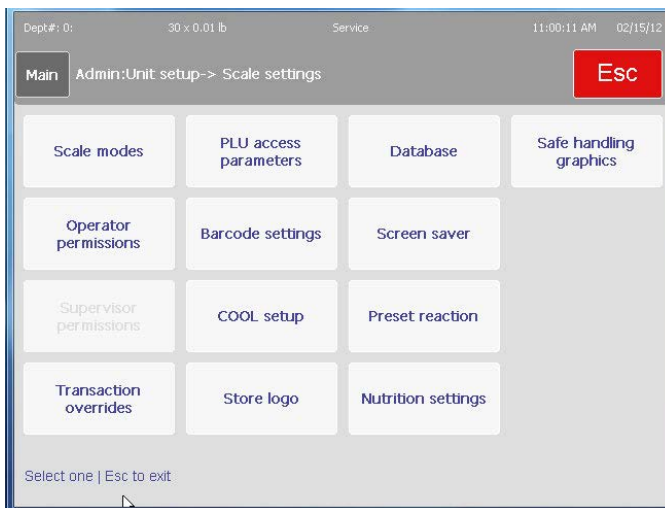 Dept#: 0: 30 x 0.01 lb Service 11:00:11 AM 02/15/12
Main Admin:Unit setup-> Scale settings Esc
Scale modes
PLU access
parameters
Database
Safe handling
graphics
Operator
permissions
Barcode settings
Screen saver
Supervisor
permissions
COOL setup
Preset reaction
Transaction
overrides
Store logo
Nutrition settings
Select one | Esc to exit